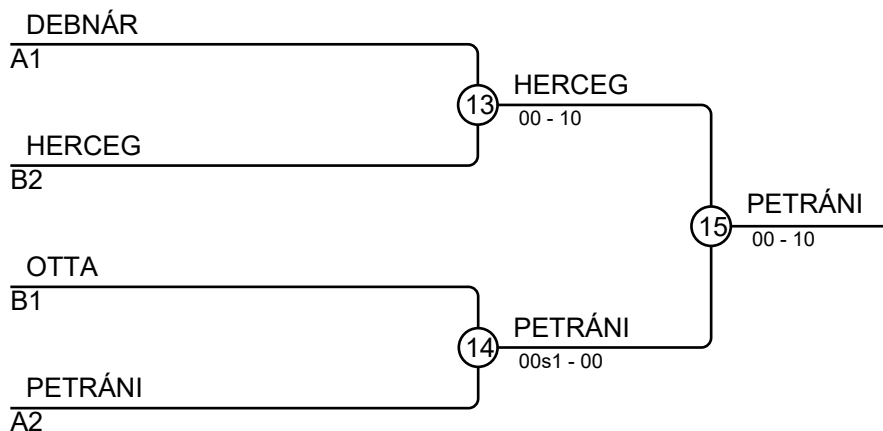 DEBNÁR
A1
13
HERCEG
00 - 10
HERCEG
B2
15
PETRÁNI
00 - 10
OTTA
B1
14
PETRÁNI
00s1 - 00
PETRÁNI
A2